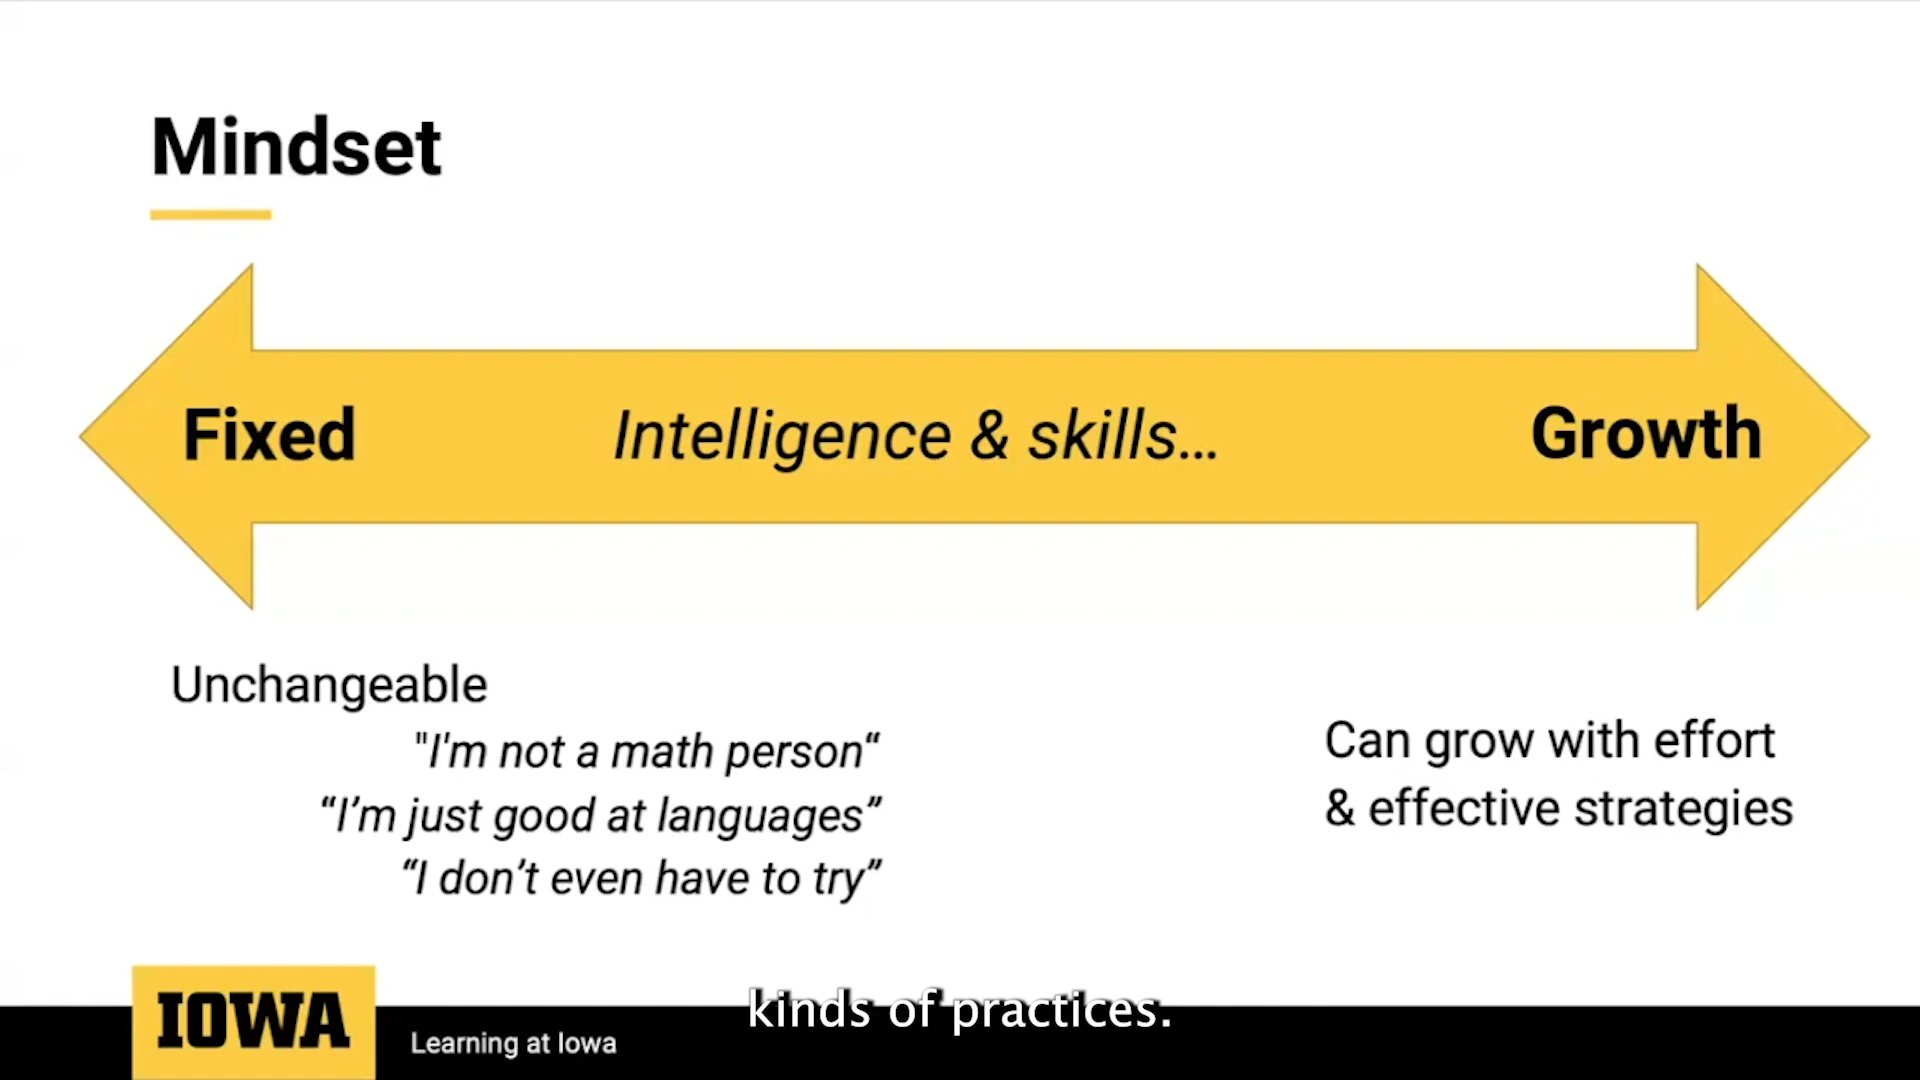 Mindset
Fixed Intelligence & skills... Growth
Unchangeable
"I'm not a math person“
“I’m just good at languages”
“I don’t even have to try”
Can grow with effort
& effective strategies
kinds of practices.
IOWA
Learning at Iowa